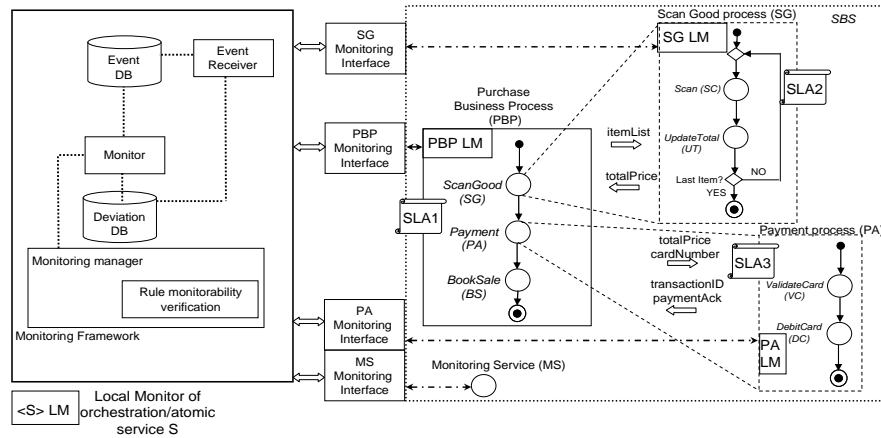 Event
DB
Event
Receiver
Monitor
Deviation
DB
Monitoring manager
Rule monitorability
verification
Monitoring Framework
<S> LM
Local Monitor of
orchestration/atomic
service S
SG
Monitoring
Interface
PBP
Monitoring
Interface
PA
Monitoring
Interface
MS
Monitoring
Interface
Purchase
Business Process
(PBP)
PBP LM
SLA1
ScanGood
(SG)
Payment
(PA)
BookSale
(BS)
Monitoring Service (MS)
itemList
totalPrice
totalPrice
cardNumber
transactionID
paymentAck
Scan Good process (SG)
SBS
SG LM
SLA2
Scan (SC)
UpdateTotal
(UT)
Last Item?
NO
YES
Payment process (PA)
SLA3
ValidateCard
(VC)
DebitCard
(DC)
PA
LM